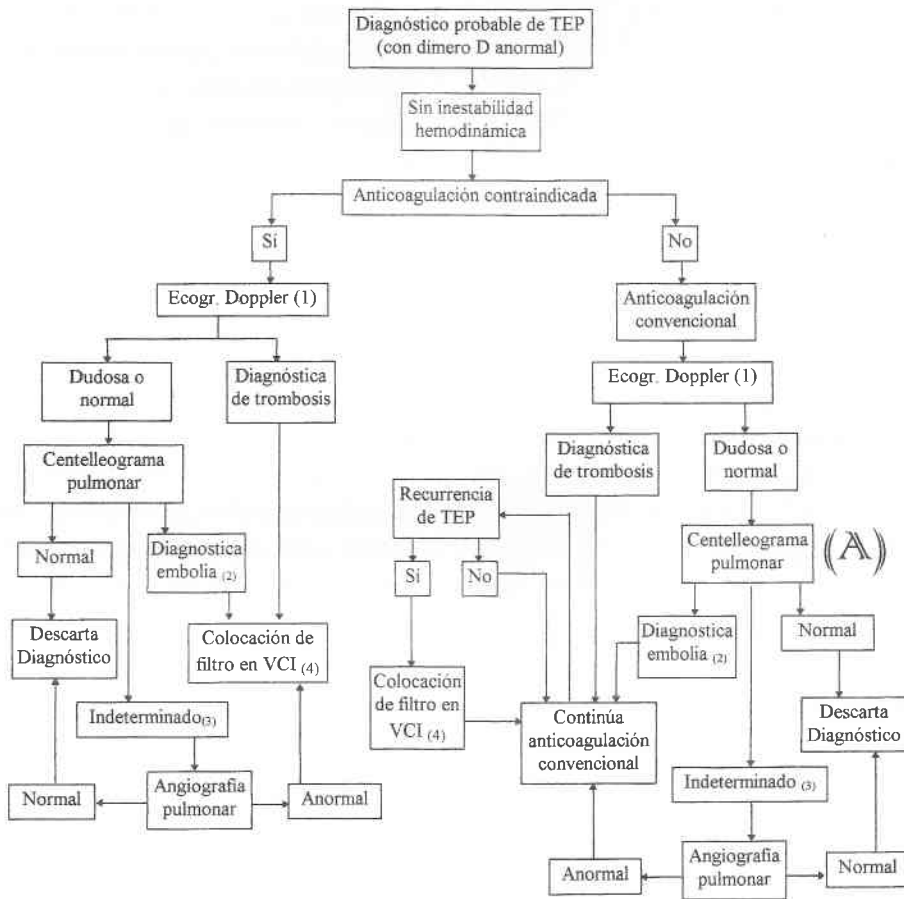 Diagnóstico probable de TEP
(con dímero D anormal)
Sin inestabilidad
hemodinámica
Anticoagulación contraindicada
Sí
No
Ecogr. Doppler (1)
Anticoagulación
convencional
Dudosa o
normal
Diagnóstica
de trombosis
Ecogr. Doppler (1)
Centelleograma
pulmonar
Diagnóstica
de trombosis
Dudosa o
normal
Recurrencia
de TEP
Normal
Diagnostica
embolia (2)
Centelleograma
pulmonar
(A)
Sí
No
Descarta
Diagnóstico
Colocación de
filtro en VCI (4)
Diagnostica
embolia (2)
Normal
Colocación
de filtro en
VCI (4)
Continúa
anticoagulación
convencional
Descarta
Diagnóstico
Indeterminado (3)
Indeterminado (3)
Normal
Angiografía
pulmonar
Anormal
Anormal
Angiografía
pulmonar
Normal